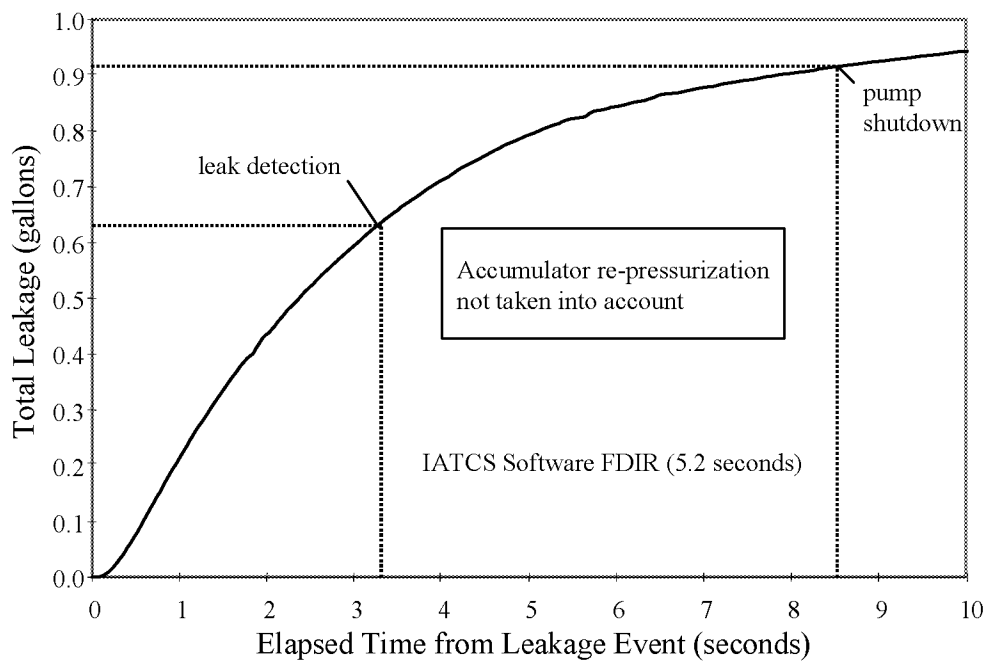 1.0
0.9
0.8
0.7
0.6
0.5
0.4
0.3
0.2
0.1
0.0
Total Leakage (gallons)
leak detection
pump
shutdown
Accumulator re-pressurization
not taken into account
IATCS Software FDIR (5.2 seconds)
0 1 2 3 4 5 6 7 8 9 10
Elapsed Time from Leakage Event (seconds)